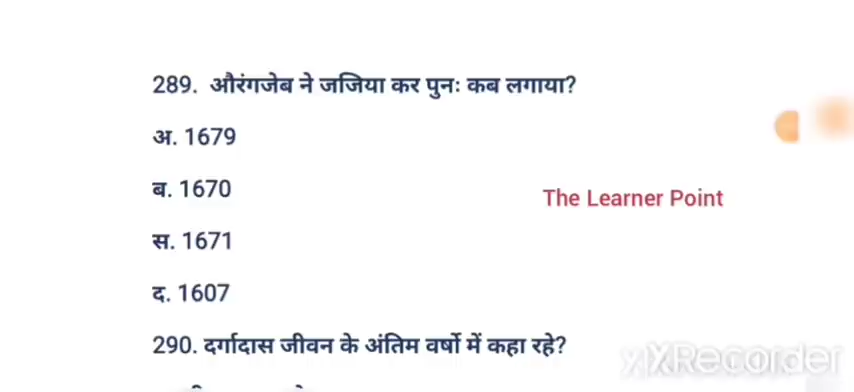 289. औरंगजेब ने जजिया कर पुनः कब लगाया?
अ. 1679
ब. 1670
The Learner Point
स. 1671
द. 1607
290. दर्गादास जीवन के अंतिम वर्षो में कहा रहे?
XRecorder